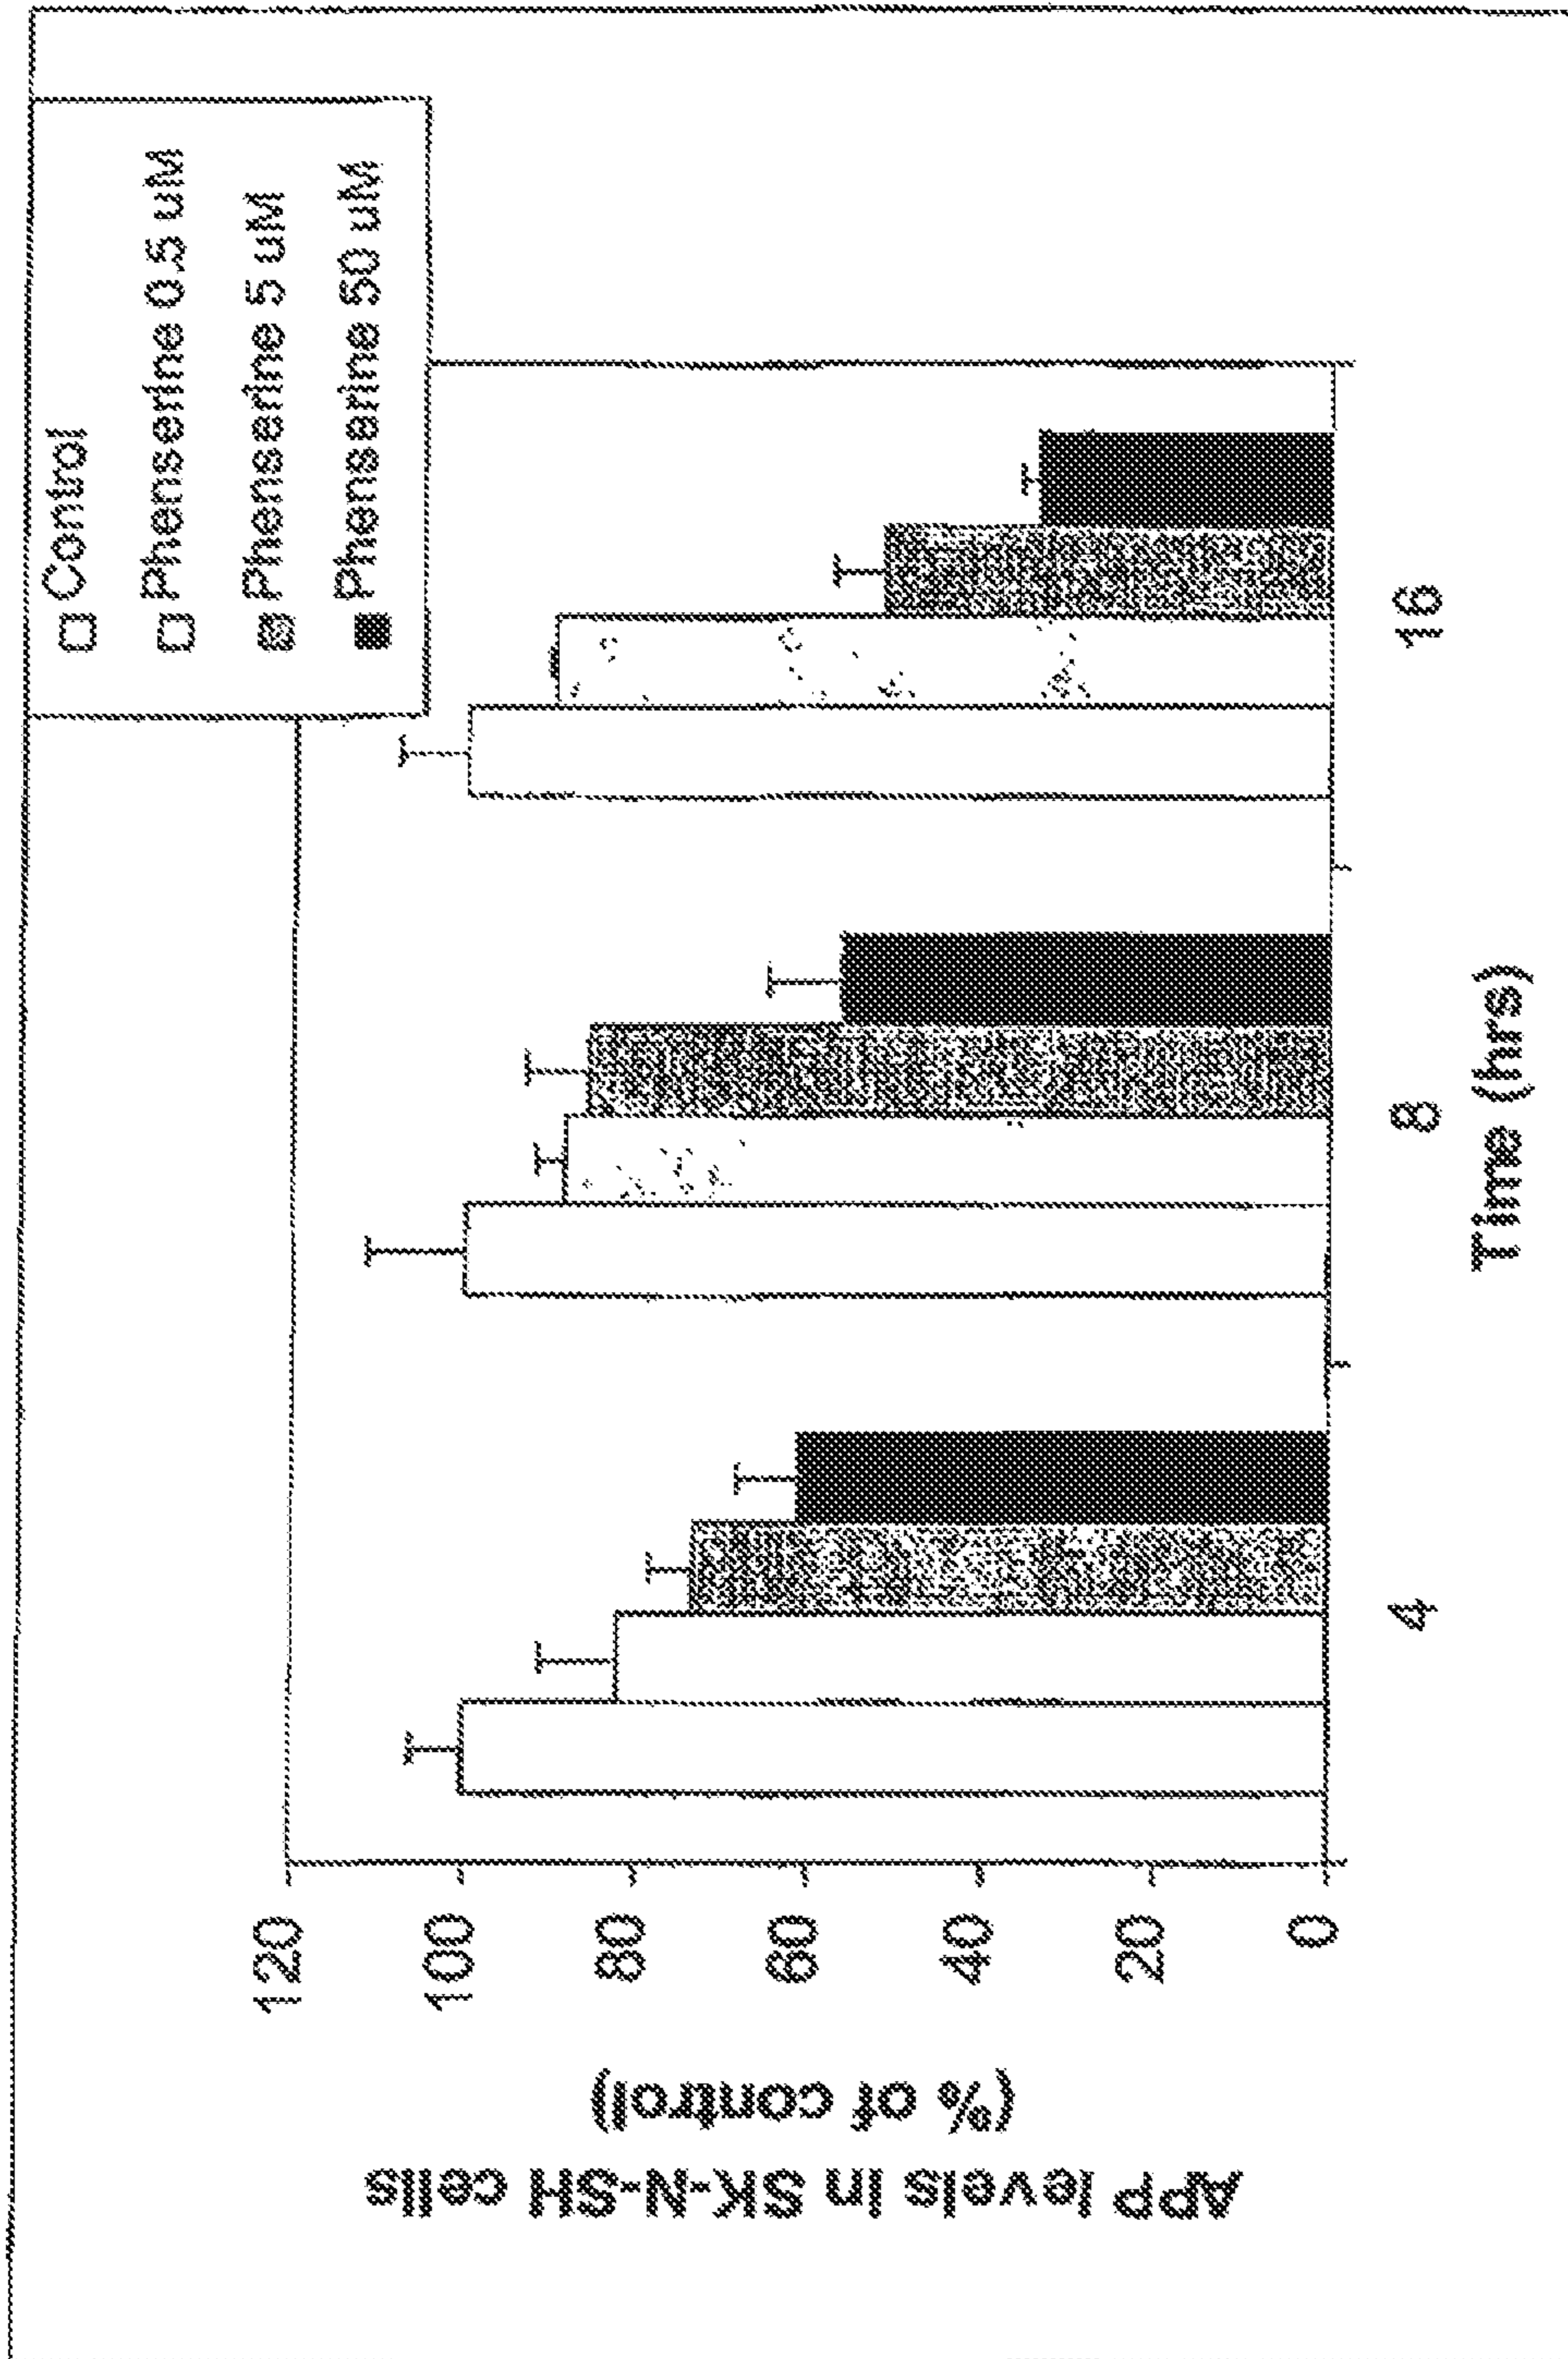 Control
Phenserine 0.5 uM
Phenserine 5 uM
Phenserine 50 uM
APP levels in SK-N-SH cells
(% of control)
120
100
80
60
40
20
0
4
8
16
Time (hrs)